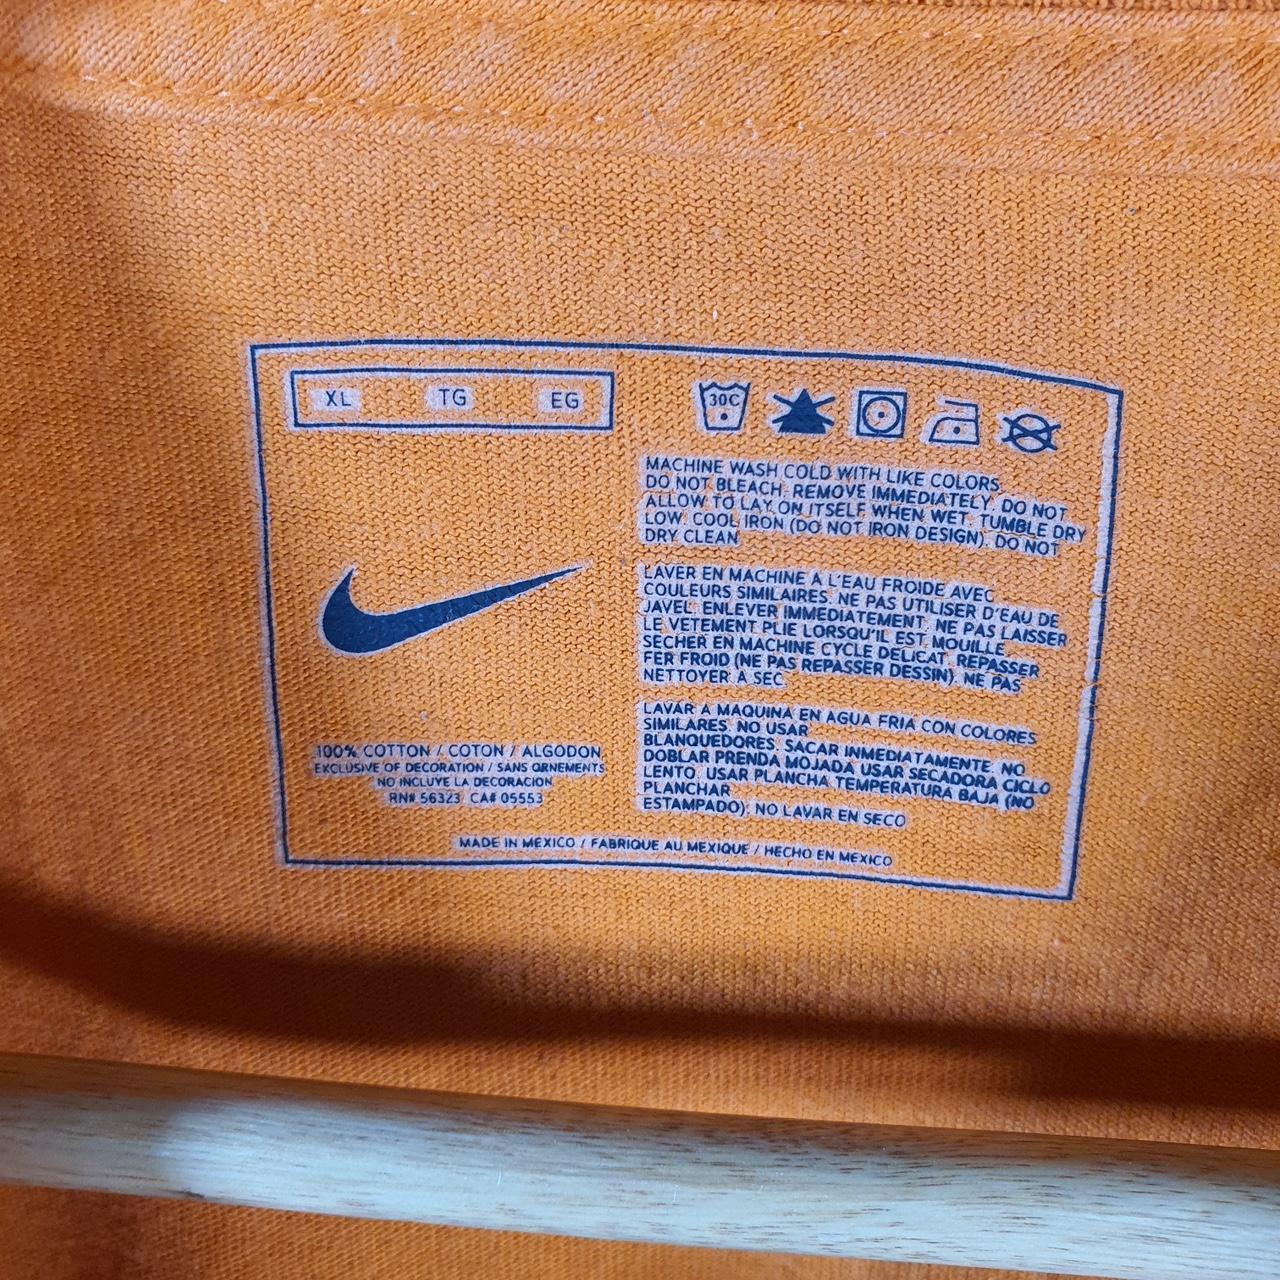 XL TG EG
30C
MACHINE WASH COLD WITH LIKE COLORS.
DO NOT BLEACH. REMOVE IMMEDIATELY. DO NOT
ALLOW TO LAY ON ITSELF WHEN WET. TUMBLE DRY
LOW. COOL IRON (DO NOT IRON DESIGN). DO NOT
DRY CLEAN
LAVER EN MACHINE A L'EAU FROIDE AVEC
COULEURS SIMILAIRES. NE PAS UTILISER D'EAU DE
JAVEL. ENLEVER IMMEDIATEMENT. NE PAS LAISSER
LE VETEMENT PLIE LORSQU'IL EST MOUILLE.
SECHER EN MACHINE CYCLE DELICAT. REPASSER
FER FROID (NE PAS REPASSER DESSIN). NE PAS
NETTOYER A SEC
LAVAR A MAQUINA EN AGUA FRIA CON COLORES
SIMILARES. NO USAR
BLANQUEDORES. SACAR INMEDIATAMENTE. NO
DOBLAR PRENDA MOJADA USAR SECADORA CICLO
LENTO. USAR PLANCHA TEMPERATURA BAJA (NO
PLANCHAR
ESTAMPADO). NO LAVAR EN SECO
100% COTTON / COTON / ALGODON
EXCLUSIVE OF DECORATION / SANS ORNEMENTS
NO INCLUYE LA DECORACION
RN# 56323 CA# 05553
MADE IN MEXICO / FABRIQUE AU MEXIQUE / HECHO EN MEXICO